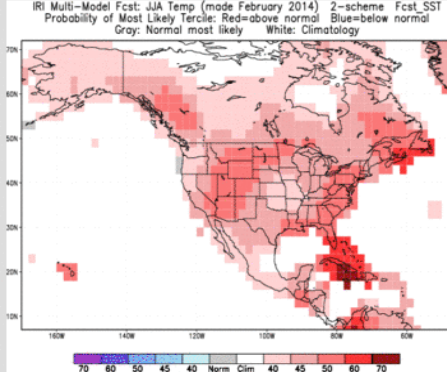 IRI Multi-Model Fcst: JJA Temp (made February 2014) 2-scheme Fcst_SST
Probability of Most Likely Tercile: Red=above normal Blue=below normal
Gray: Normal most likely White: Climatology
70N
60N
50N
40N
30N
20N
10N
160W 140W 120W 100W 80W 60W
70 60 50 45 40 Norm Clim 40 45 50 60 70